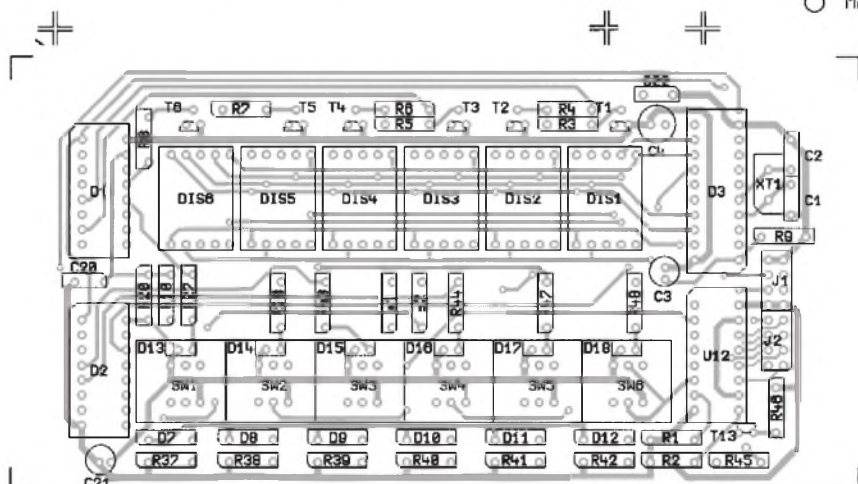 T6 R7 T5 T4 R6 T3 T2 R4 T1
R5 R3
C2
D3 XT1
DIS6 DIS5 DIS4 DIS3 DIS2 DIS1
C1
R9
C20
C3 J1
R44
D2 U12 J2
D13 D14 D15 D16 D17 D18
SW1 SW2 SW3 SW4 SW5 SW6
R46
D7 D8 D9 D10 D11 D12 R1 T13
R37 R38 R39 R40 R41 R42 R2 R45
C21